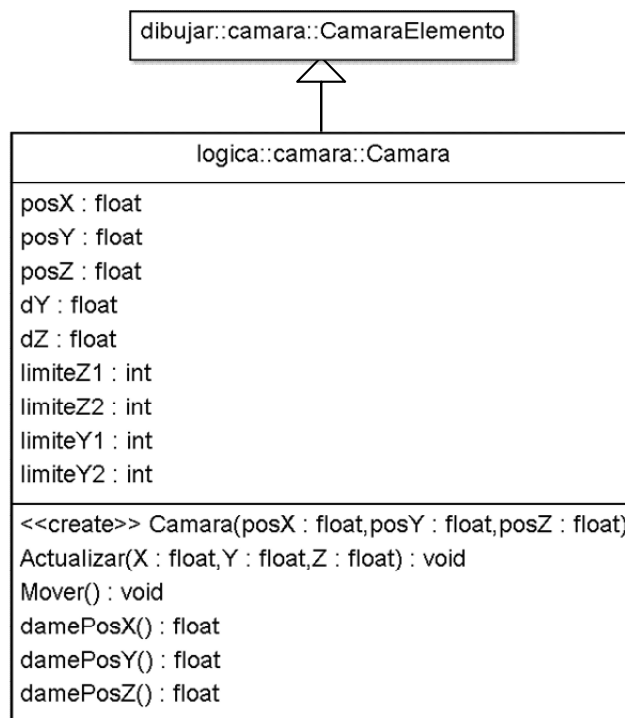 dibujar::camara::CamaraElemento
logica::camara::Camara
posX : float
posY : float
posZ : float
dY : float
dZ : float
limiteZ1 : int
limiteZ2 : int
limiteY1 : int
limiteY2 : int
<<create>> Camara(posX : float,posY : float,posZ : float)
Actualizar(X : float,Y : float,Z : float) : void
Mover() : void
damePosX() : float
damePosY() : float
damePosZ() : float